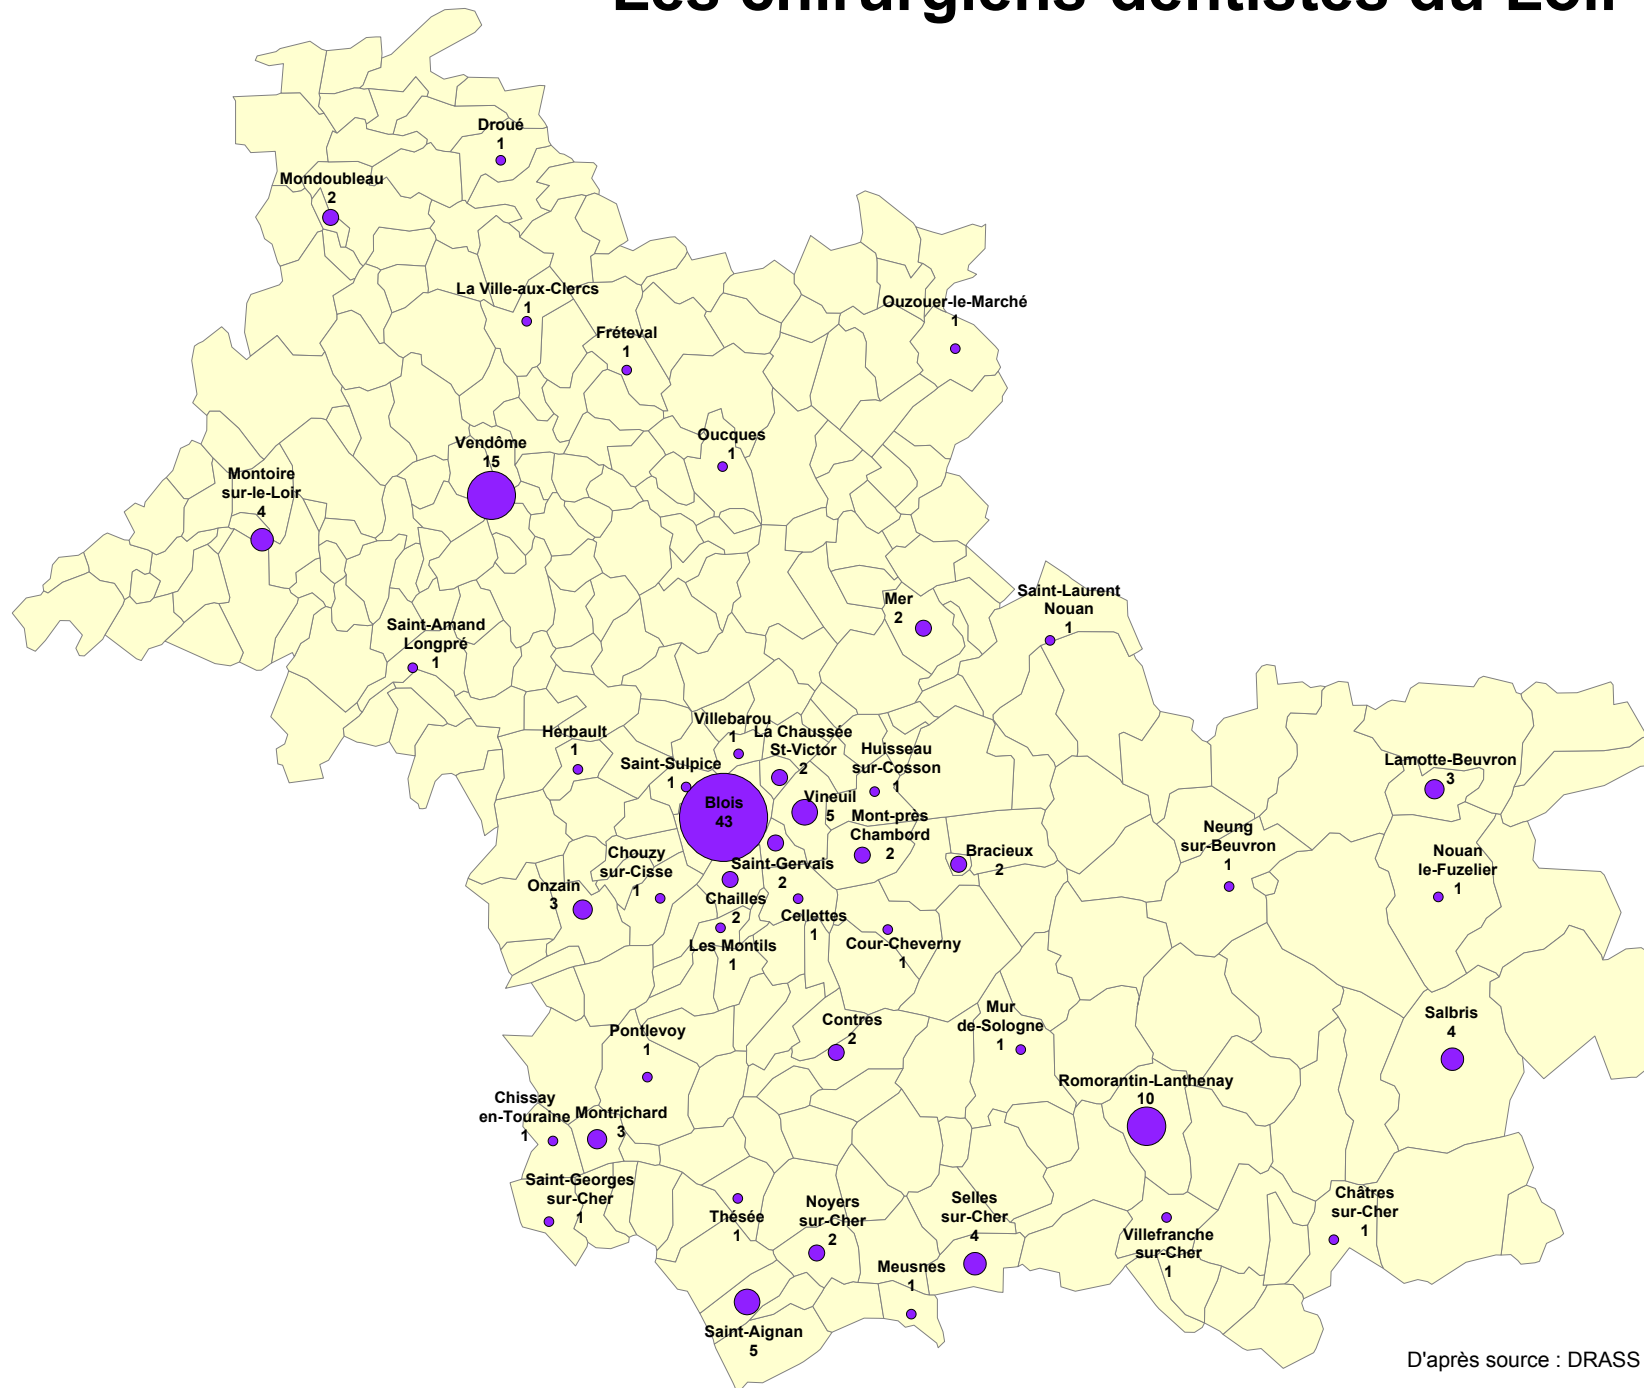 Les chirurgiens-dentistes du Loir
Droué
1
Mondoubleau
2
La Ville-aux-Clercs
1
Ouzouer-le-Marché
1
Fréteval
1
Oucques
1
Vendôme
15
Montoire
sur-le-Loir
4
Saint-Laurent
Nouan
1
Mer
2
Saint-Amand
Longpré
1
Villebarou
1
La Chaussée
St-Victor
2
Herbault
1
Huisseau
sur-Cosson
1
Saint-Sulpice
1
Lamotte-Beuvron
3
Blois
43
Vineuil
5
Mont-près
Chambord
2
Neung
sur-Beuvron
1
Bracieux
2
Nouan
le-Fuzelier
1
Chouzy
sur-Cisse
1
Saint-Gervais
2
Onzain
3
Chailles
2
Cellettes
1
Les Montils
1
Cour-Cheverny
1
Mur
de-Sologne
1
Salbris
4
Contres
2
Pontlevoy
1
Romorantin-Lanthenay
10
Chissay
en-Touraine
1
Montrichard
3
Saint-Georges
sur-Cher
1
Thésée
1
Noyers
sur-Cher
2
Selles
sur-Cher
4
Châtres
sur-Cher
1
Villefranche
sur-Cher
1
Meusnes
1
Saint-Aignan
5
D'après source : DRASS